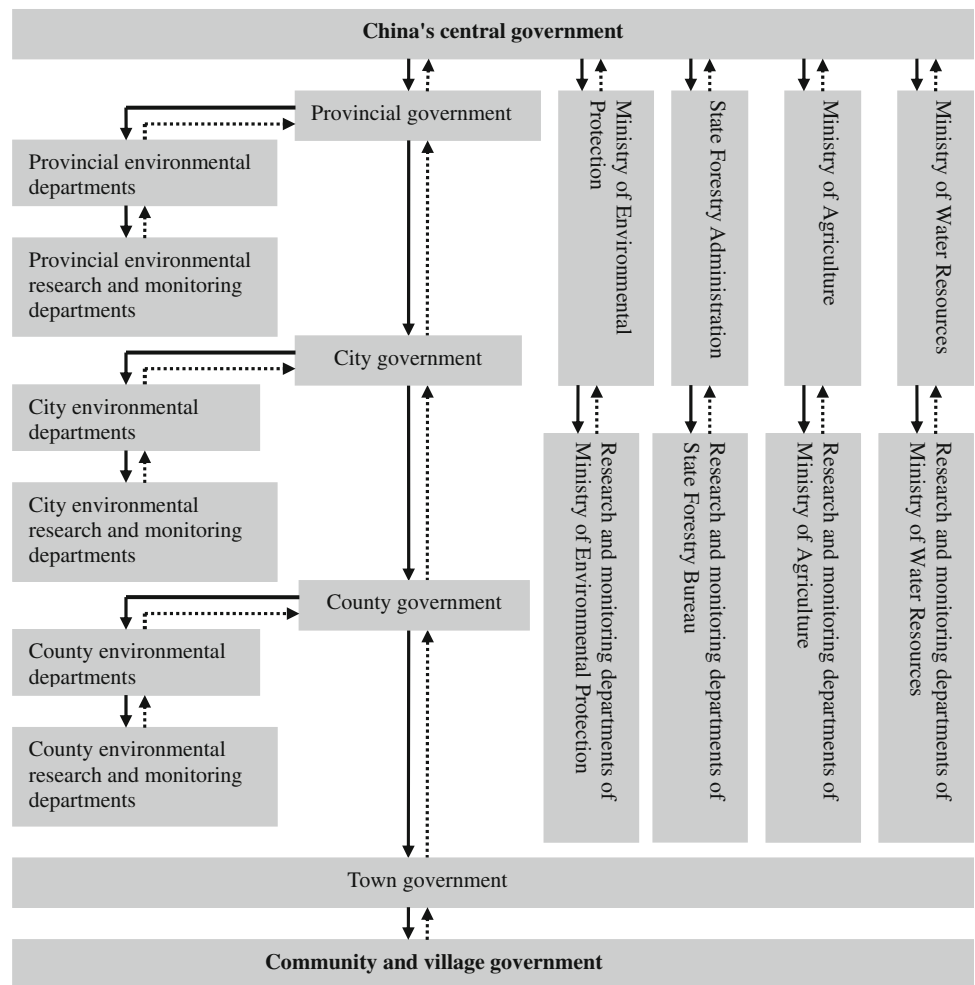 China's central government
Provincial government
Provincial environmental
departments
Provincial environmental
research and monitoring
departments
City government
City environmental
departments
City environmental
research and monitoring
departments
County government
County environmental
departments
County environmental
research and monitoring
departments
Ministry of Environmental
Protection
State Forestry Administration
Ministry of Agriculture
Ministry of Water Resources
Research and monitoring departments of
Ministry of Environmental Protection
Research and monitoring departments of
State Forestry Bureau
Research and monitoring departments of
Ministry of Agriculture
Research and monitoring departments of
Ministry of Water Resources
Town government
Community and village government